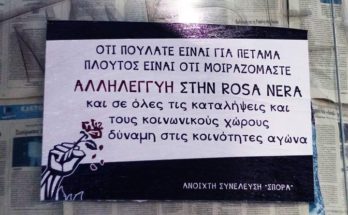 ΟΤΙ ΠΟΥΛΑΤΕ ΕΙΝΑΙ ΓΙΑ ΠΕΤΑΜΑ
ΠΛΟΥΤΟΣ ΕΙΝΑΙ ΟΤΙ ΜΟΙΡΑΖΟΜΑΣΤΕ
ΑΛΛΗΛΕΓΓΥΗ ΣΤΗΝ ROSA NERA
και σε όλες τις καταλήψεις και
τους κοινωνικούς χώρους
δύναμη στις κοινότητες αγώνα
ΑΝΟΙΧΤΗ ΣΥΝΕΛΕΥΣΗ "ΣΠΟΡΑ"